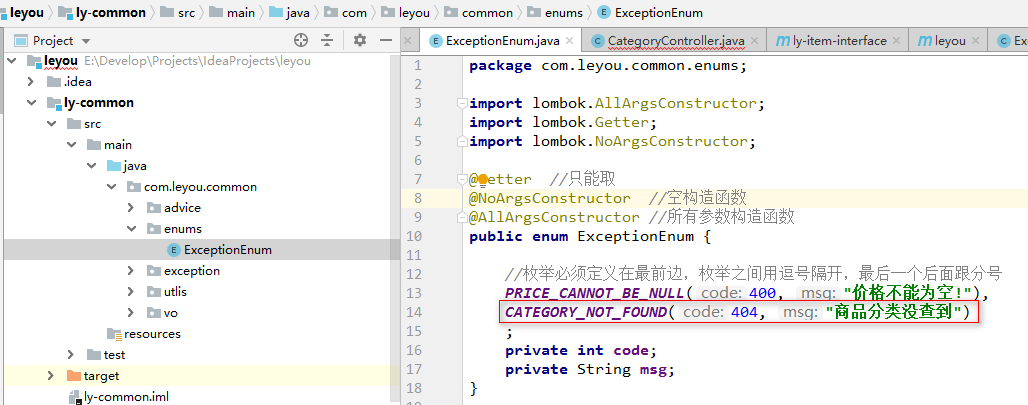 leyou ly-common src main java com leyou common enums ExceptionEnum
Project
ExceptionEnum.java CategoryController.java ly-item-interface leyou Ex
leyou E:\Develop\Projects\IdeaProjects\leyou
.idea
ly-common
src
main
java
com.leyou.common
advice
enums
ExceptionEnum
exception
utlis
vo
resources
test
target
ly-common.iml
1 package com.leyou.common.enums;
2
3 import lombok.AllArgsConstructor;
4 import lombok.Getter;
5 import lombok.NoArgsConstructor;
6
7 @Getter //只能取
8 @NoArgsConstructor //空构造函数
9 @AllArgsConstructor //所有参数构造函数
10 public enum ExceptionEnum {
11
12 //枚举必须定义在最前边，枚举之间用逗号隔开，最后一个后面跟分号
13 PRICE_CANNOT_BE_NULL( code: 400, msg: "价格不能为空!"),
14 CATEGORY_NOT_FOUND( code: 404, msg: "商品分类没查到")
15 ;
16 private int code;
17 private String msg;
18 }